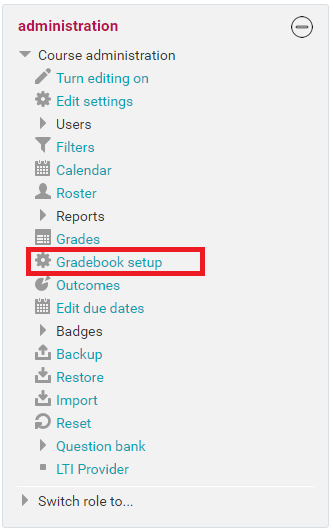 administration
Course administration
Turn editing on
Edit settings
Users
Filters
Calendar
Roster
Reports
Grades
Gradebook setup
Outcomes
Edit due dates
Badges
Backup
Restore
Import
Reset
Question bank
LTI Provider
Switch role to...